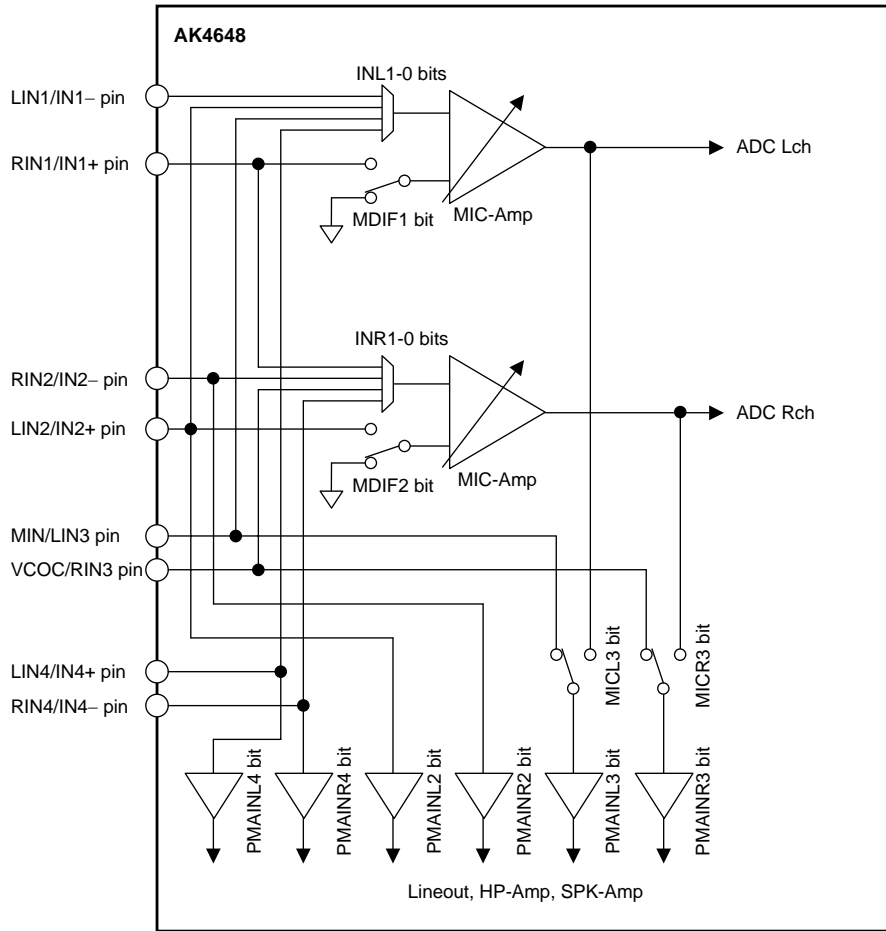 AK4648
INL1-0 bits
LIN1/IN1− pin
RIN1/IN1+ pin
ADC Lch
MDIF1 bit
MIC-Amp
INR1-0 bits
RIN2/IN2− pin
LIN2/IN2+ pin
ADC Rch
MDIF2 bit
MIC-Amp
MIN/LIN3 pin
VCOC/RIN3 pin
LIN4/IN4+ pin
RIN4/IN4− pin
MICL3 bit
MICR3 bit
PMAINL4 bit
PMAINR4 bit
PMAINL2 bit
PMAINR2 bit
PMAINL3 bit
PMAINR3 bit
Lineout, HP-Amp, SPK-Amp